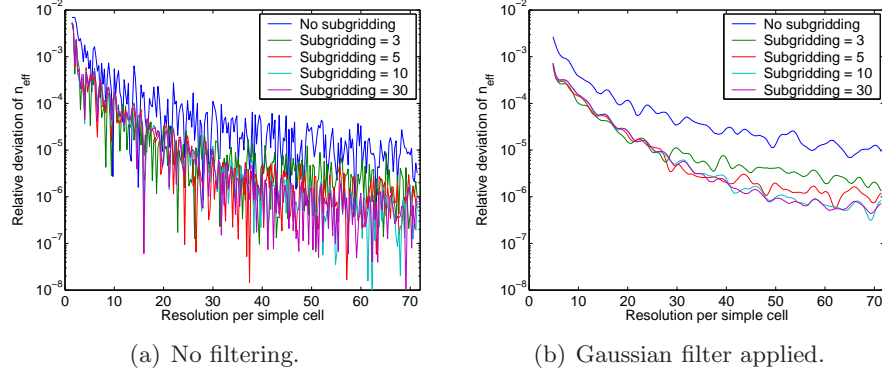 10⁻²
10⁻³
10⁻⁴
10⁻⁵
10⁻⁶
10⁻⁷
10⁻⁸
Relative deviation of n_eff
0 10 20 30 40 50 60 70
Resolution per simple cell
No subgridding
Subgridding = 3
Subgridding = 5
Subgridding = 10
Subgridding = 30
(a) No filtering.
10⁻²
10⁻³
10⁻⁴
10⁻⁵
10⁻⁶
10⁻⁷
10⁻⁸
Relative deviation of n_eff
0 10 20 30 40 50 60 70
Resolution per simple cell
No subgridding
Subgridding = 3
Subgridding = 5
Subgridding = 10
Subgridding = 30
(b) Gaussian filter applied.